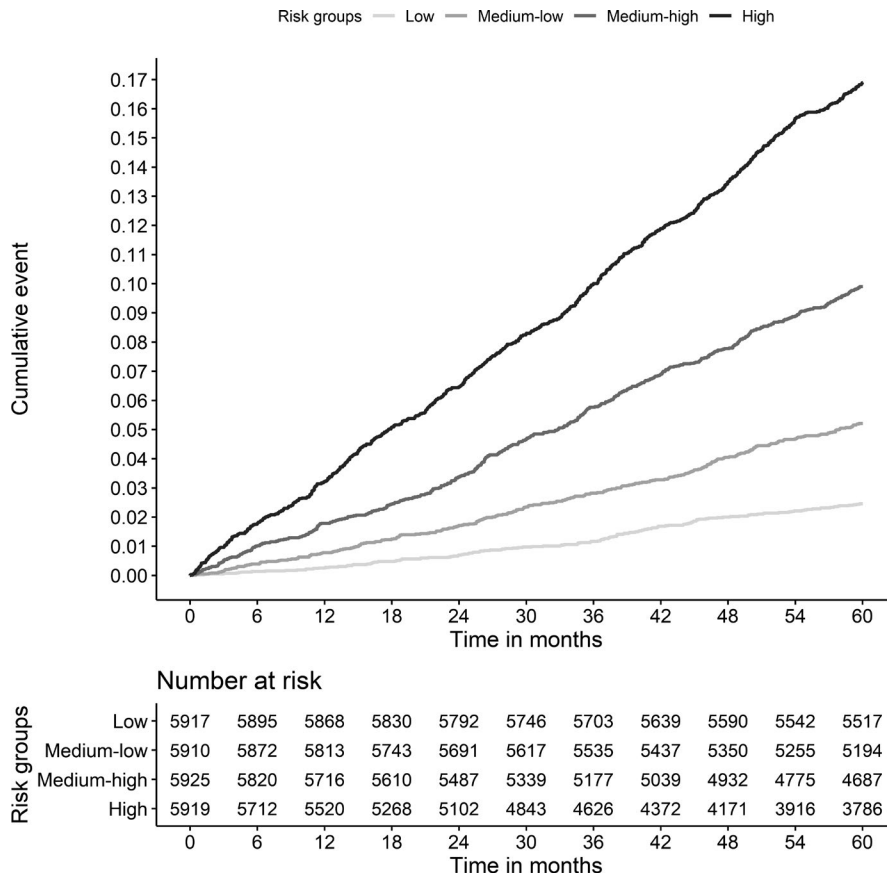 Risk groups Low Medium-low Medium-high High
Cumulative event
0.17
0.16
0.15
0.14
0.13
0.12
0.11
0.10
0.09
0.08
0.07
0.06
0.05
0.04
0.03
0.02
0.01
0.00
0 6 12 18 24 30 36 42 48 54 60
Time in months
Number at risk
Risk groups
Low 5917 5895 5868 5830 5792 5746 5703 5639 5590 5542 5517
Medium-low 5910 5872 5813 5743 5691 5617 5535 5437 5350 5255 5194
Medium-high 5925 5820 5716 5610 5487 5339 5177 5039 4932 4775 4687
High 5919 5712 5520 5268 5102 4843 4626 4372 4171 3916 3786
0 6 12 18 24 30 36 42 48 54 60
Time in months